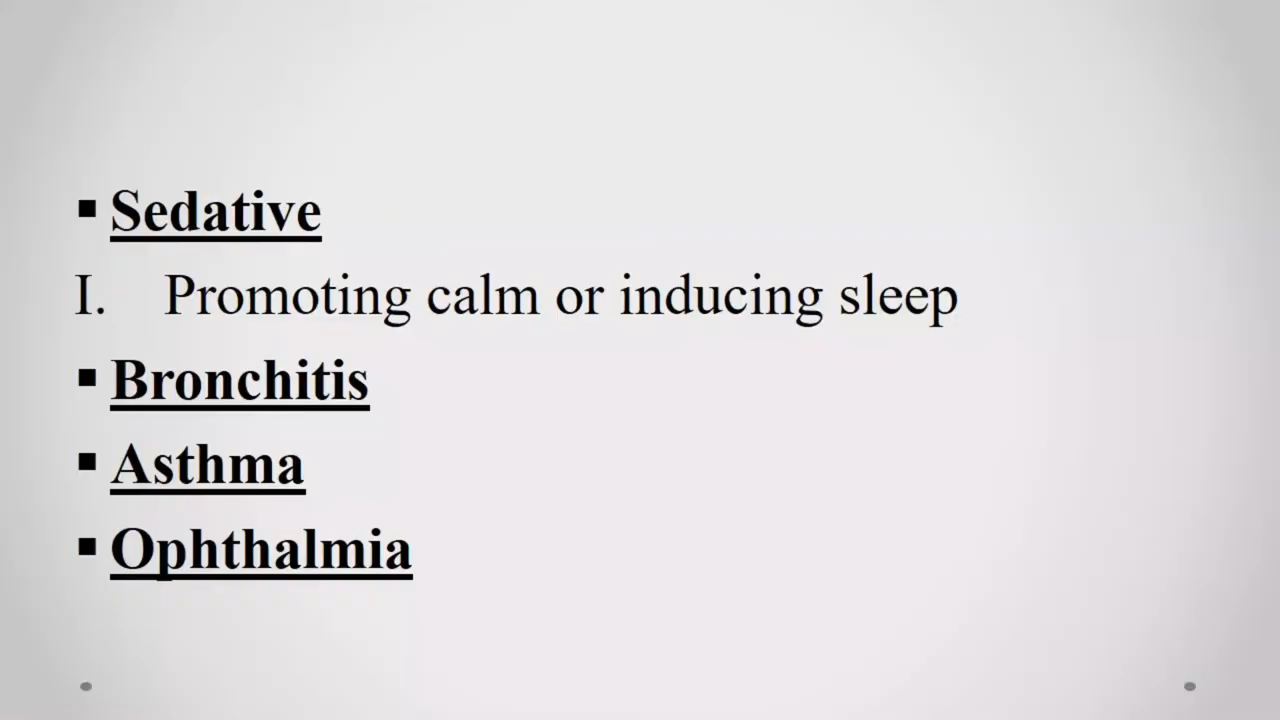 ▪ Sedative
I. Promoting calm or inducing sleep
▪ Bronchitis
▪ Asthma
▪ Ophthalmia